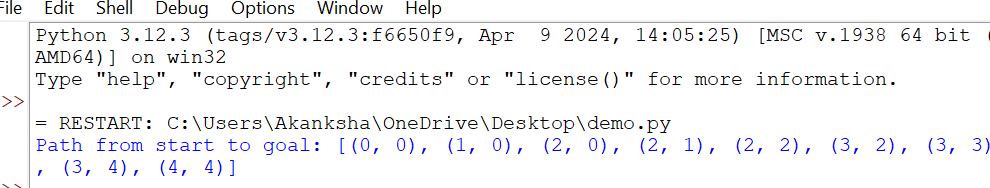 File Edit Shell Debug Options Window Help
Python 3.12.3 (tags/v3.12.3:f6650f9, Apr  9 2024, 14:05:25) [MSC v.1938 64 bit (
AMD64)] on win32
Type "help", "copyright", "credits" or "license()" for more information.
>>
= RESTART: C:\Users\Akanksha\OneDrive\Desktop\demo.py
Path from start to goal: [(0, 0), (1, 0), (2, 0), (2, 1), (2, 2), (3, 2), (3, 3)
, (3, 4), (4, 4)]
>>